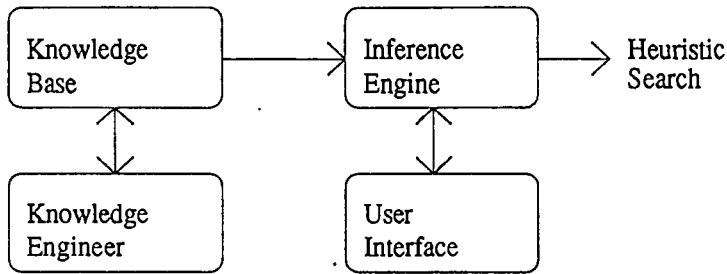 Knowledge
Base
Inference
Engine
Heuristic
Search
Knowledge
Engineer
User
Interface